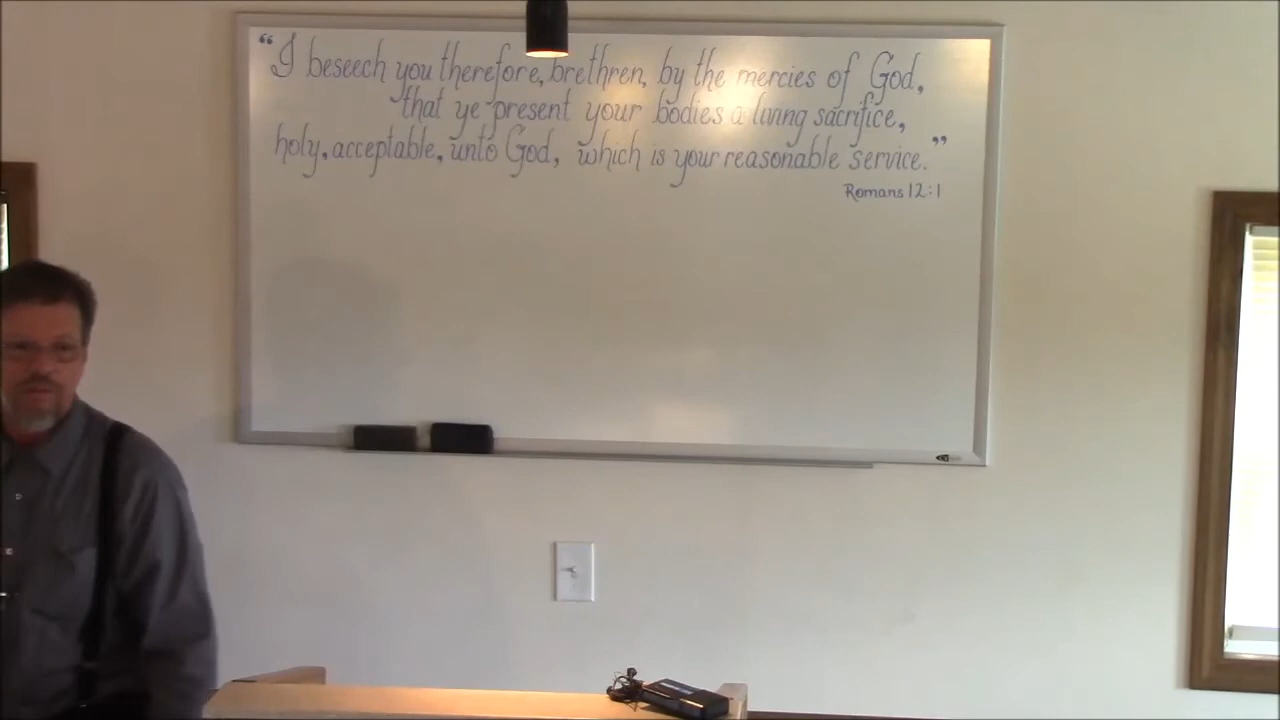 “I beseech you therefore, brethren, by the mercies of God,
that ye present your bodies a living sacrifice,
holy, acceptable, unto God, which is your reasonable service.”
Romans 12:1